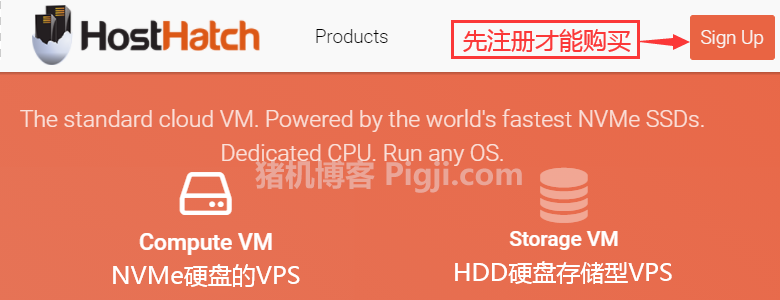 HostHatch
Products
先注册才能购买
Sign Up
The standard cloud VM. Powered by the world's fastest NVMe SSDs.
Dedicated CPU. Run any OS.
猪机博客 Pigji.com
Compute VM
Storage VM
NVMe硬盘的VPS
HDD硬盘存储型VPS